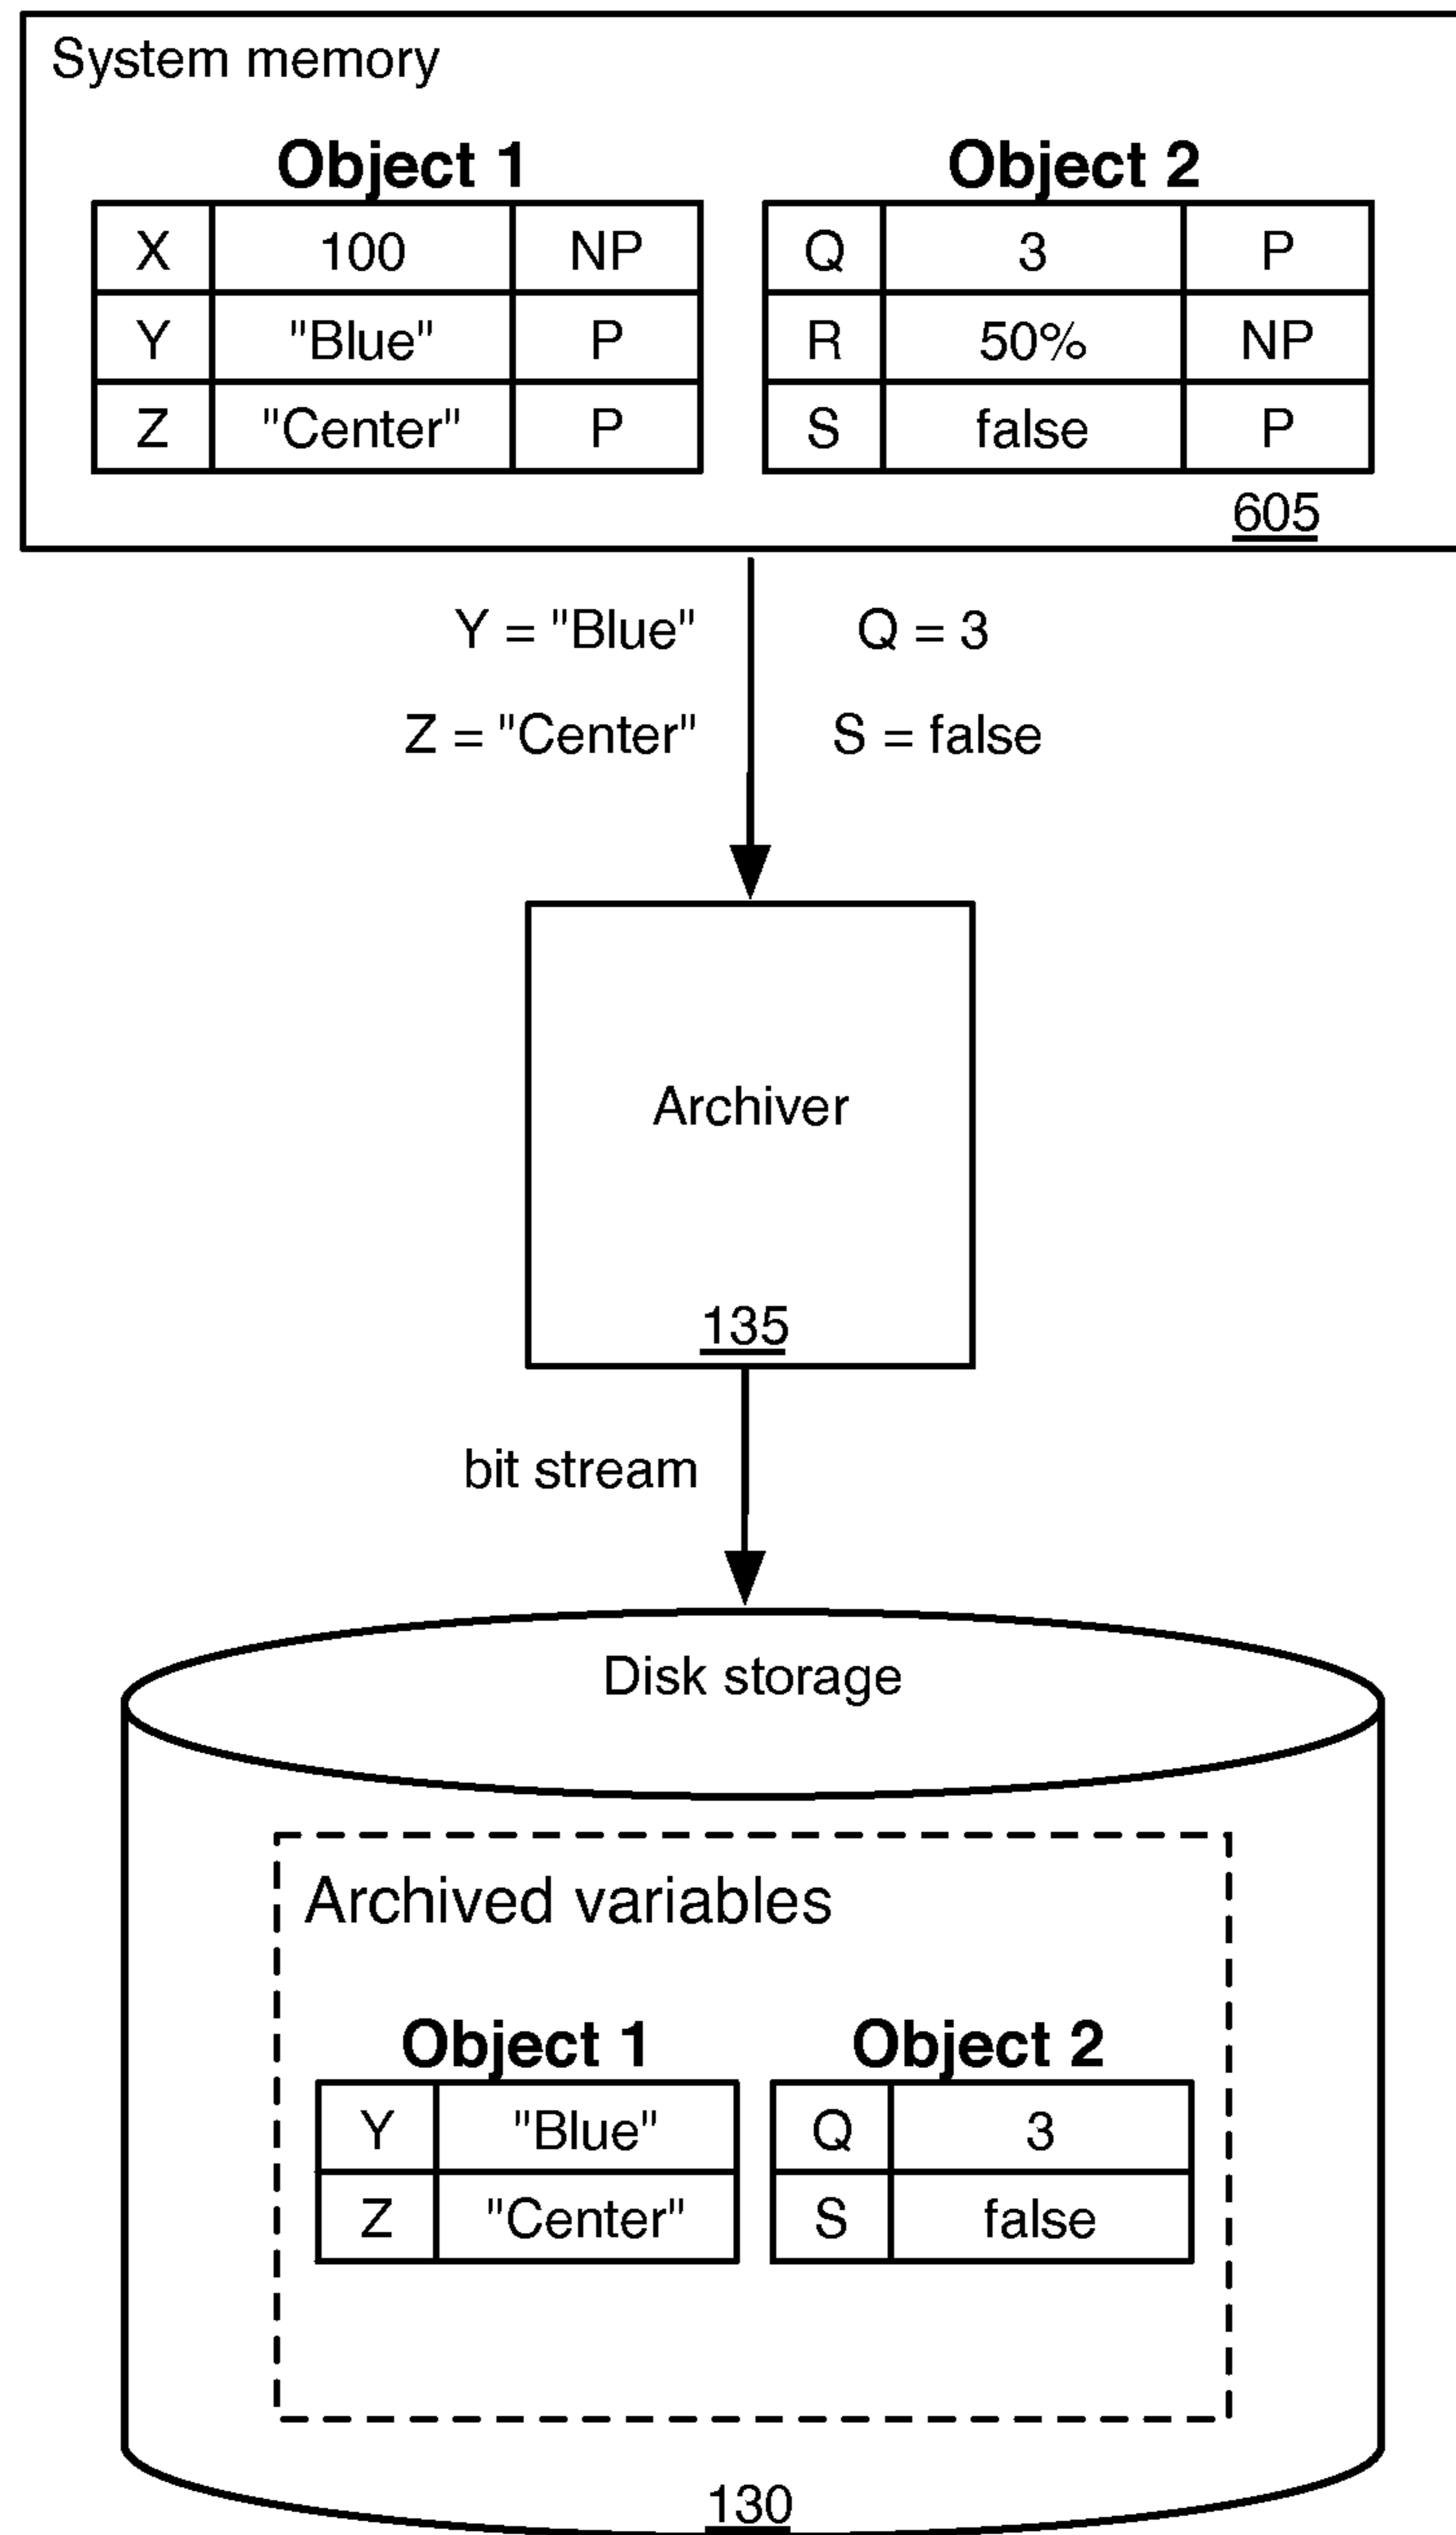 System memory
Object 1 Object 2
X 100 NP Q 3 P
Y "Blue" P R 50% NP
Z "Center" P S false P
605
Y = "Blue" Q = 3
Z = "Center" S = false
Archiver
135
bit stream
Disk storage
Archived variables
Object 1 Object 2
Y "Blue" Q 3
Z "Center" S false
130